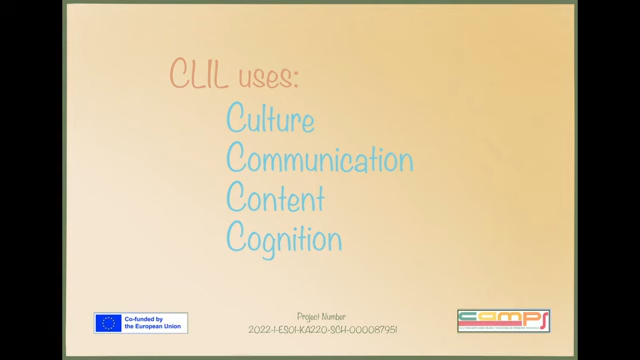 CLIL uses:
Culture
Communication
Content
Cognition
Co-funded by
the European Union
Project Number
2022-1-ES01-KA220-SCH-000087951
camps